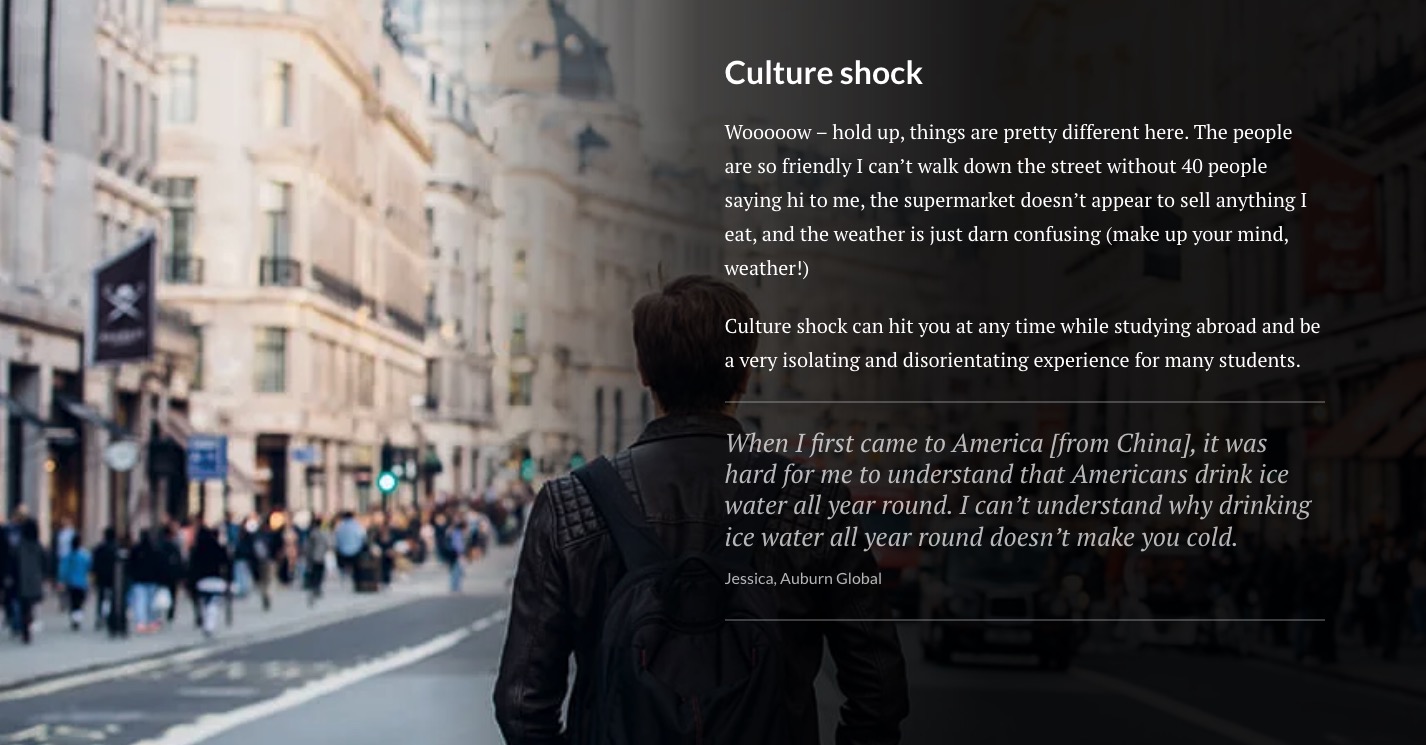 Culture shock
Wooooow – hold up, things are pretty different here. The people
are so friendly I can’t walk down the street without 40 people
saying hi to me, the supermarket doesn’t appear to sell anything I
eat, and the weather is just darn confusing (make up your mind,
weather!)
Culture shock can hit you at any time while studying abroad and be
a very isolating and disorientating experience for many students.
When I first came to America [from China], it was
hard for me to understand that Americans drink ice
water all year round. I can’t understand why drinking
ice water all year round doesn’t make you cold.
Jessica, Auburn Global